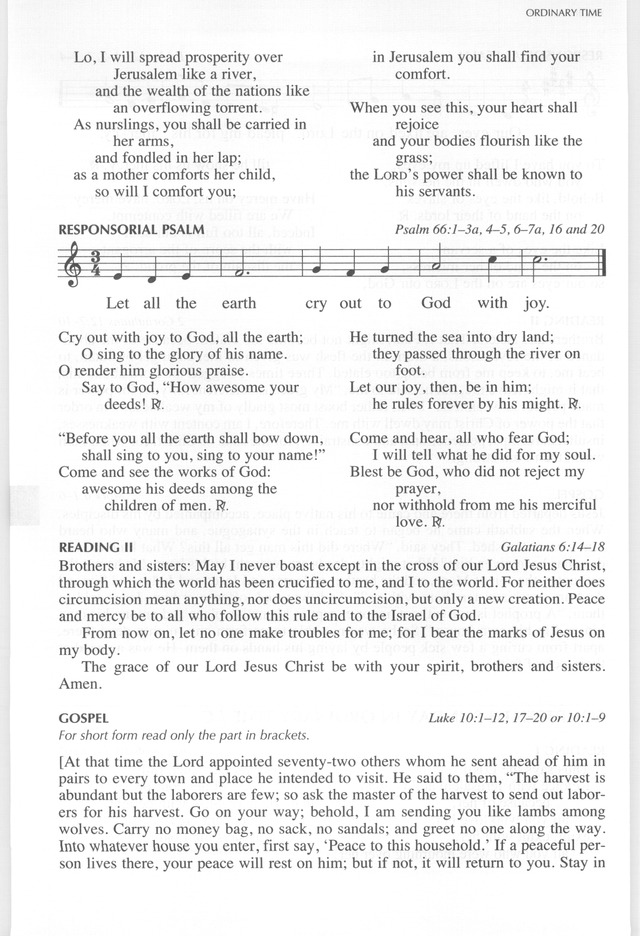 ORDINARY TIME
Lo, I will spread prosperity over
Jerusalem like a river,
and the wealth of the nations like
an overflowing torrent.
As nurslings, you shall be carried in
her arms,
and fondled in her lap;
as a mother comforts her child,
so will I comfort you;
in Jerusalem you shall find your
comfort.
When you see this, your heart shall
rejoice
and your bodies flourish like the
grass;
the LORD's power shall be known to
his servants.
RESPONSORIAL PSALM Psalm 66:1–3a, 4–5, 6–7a, 16 and 20
3
4
Let all the earth cry out to God with joy.
Cry out with joy to God, all the earth;
O sing to the glory of his name.
O render him glorious praise.
Say to God, “How awesome your
deeds! ℟.
“Before you all the earth shall bow down,
shall sing to you, sing to your name!”
Come and see the works of God:
awesome his deeds among the
children of men. ℟.
He turned the sea into dry land;
they passed through the river on
foot.
Let our joy, then, be in him;
he rules forever by his might. ℟.
Come and hear, all who fear God;
I will tell what he did for my soul.
Blest be God, who did not reject my
prayer,
nor withhold from me his merciful
love. ℟.
READING II Galatians 6:14–18
Brothers and sisters: May I never boast except in the cross of our Lord Jesus Christ,
through which the world has been crucified to me, and I to the world. For neither does
circumcision mean anything, nor does uncircumcision, but only a new creation. Peace
and mercy be to all who follow this rule and to the Israel of God.
From now on, let no one make troubles for me; for I bear the marks of Jesus on
my body.
The grace of our Lord Jesus Christ be with your spirit, brothers and sisters.
Amen.
GOSPEL Luke 10:1–12, 17–20 or 10:1–9
For short form read only the part in brackets.
[At that time the Lord appointed seventy-two others whom he sent ahead of him in
pairs to every town and place he intended to visit. He said to them, “The harvest is
abundant but the laborers are few; so ask the master of the harvest to send out labor-
ers for his harvest. Go on your way; behold, I am sending you like lambs among
wolves. Carry no money bag, no sack, no sandals; and greet no one along the way.
Into whatever house you enter, first say, ‘Peace to this household.’ If a peaceful per-
son lives there, your peace will rest on him; but if not, it will return to you. Stay in